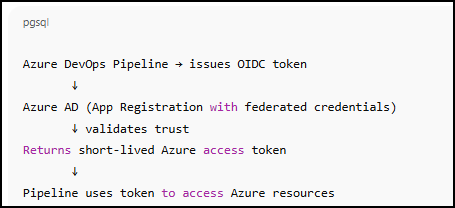 pgsql
Azure DevOps Pipeline → issues OIDC token
↓
Azure AD (App Registration with federated credentials)
↓ validates trust
Returns short-lived Azure access token
↓
Pipeline uses token to access Azure resources